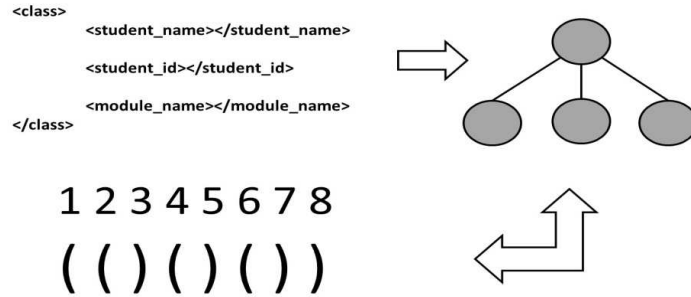 <class>
<student_name></student_name>
<student_id></student_id>
<module_name></module_name>
</class>
1 2 3 4 5 6 7 8
( ( ) ( ) ( ) )